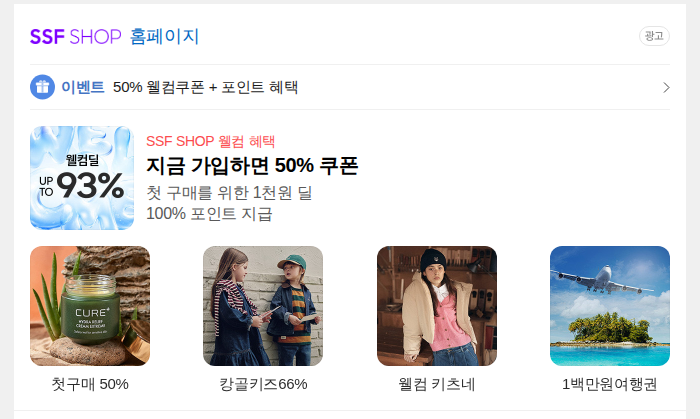 SSF SHOP 홈페이지
광고
이벤트 50% 웰컴쿠폰 + 포인트 혜택
웰컴딜
UP TO 93%
SSF SHOP 웰컴 혜택
지금 가입하면 50% 쿠폰
첫 구매를 위한 1천원 딜
100% 포인트 지급
CURE+
HYDRA RELIEF
CREAM EXTREME
첫구매 50%
캉골키즈66%
웰컴 키츠네
1백만원여행권